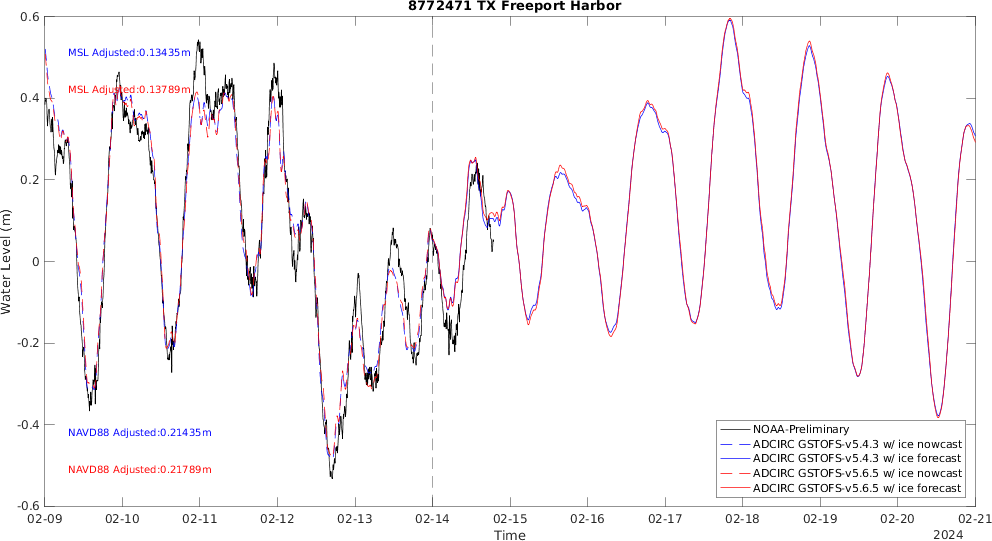 8772471 TX Freeport Harbor
0.6
MSL Adjusted:0.13435m
MSL Adjusted:0.13789m
0.4
0.2
0
-0.2
-0.4
-0.6
Water Level (m)
NAVD88 Adjusted:0.21435m
NAVD88 Adjusted:0.21789m
NOAA-Preliminary
ADCIRC GSTOFS-v5.4.3 w/ ice nowcast
ADCIRC GSTOFS-v5.4.3 w/ ice forecast
ADCIRC GSTOFS-v5.6.5 w/ ice nowcast
ADCIRC GSTOFS-v5.6.5 w/ ice forecast
02-09 02-10 02-11 02-12 02-13 02-14 02-15 02-16 02-17 02-18 02-19 02-20 02-21
Time
2024